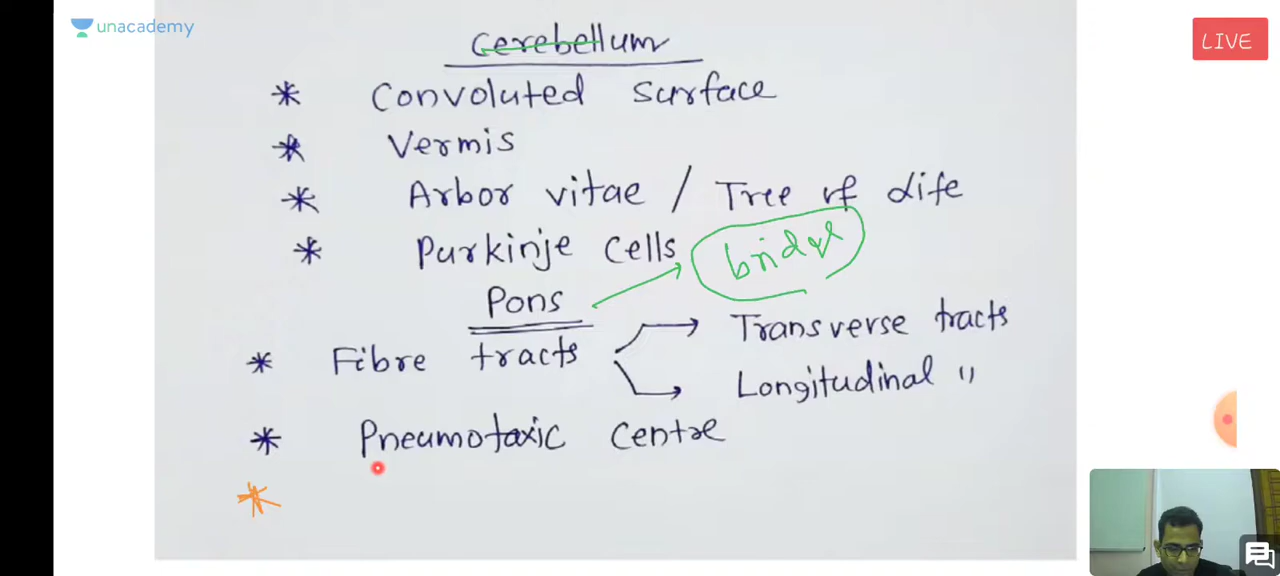 unacademy
LIVE
Cerebellum
* Convoluted surface
* Vermis
* Arbor vitae / Tree of life
* Purkinje cells
bridge
Pons
* Fibre tracts
Transverse tracts
Longitudinal "
* Pneumotaxic Centre
*